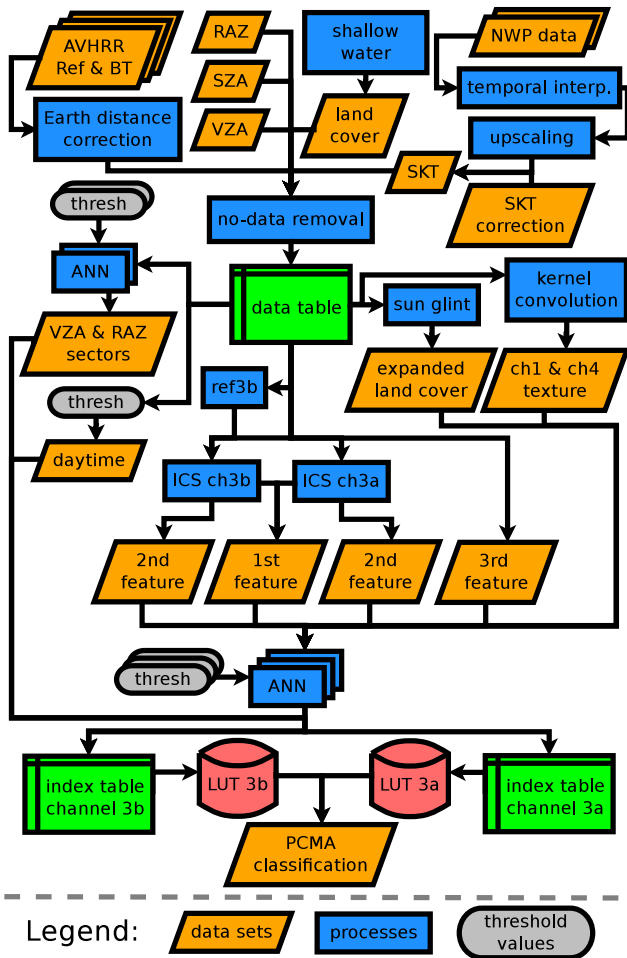 AVHRR
Ref & BT
RAZ
shallow
water
NWP data
SZA
temporal interp.
Earth distance
correction
VZA
land
cover
upscaling
SKT
thresh
no-data removal
SKT
correction
ANN
data table
sun glint
kernel
convolution
VZA & RAZ
sectors
ref3b
expanded
land cover
ch1 & ch4
texture
thresh
daytime
ICS ch3b
ICS ch3a
2nd
feature
1st
feature
2nd
feature
3rd
feature
thresh
ANN
index table
channel 3b
LUT 3b
LUT 3a
index table
channel 3a
PCMA
classification
Legend:
data sets
processes
threshold
values